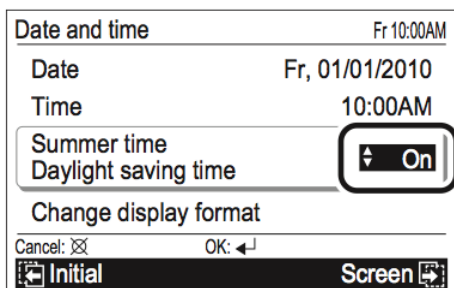 Date and time Fr 10:00AM
Date Fr, 01/01/2010
Time 10:00AM
Summer time
Daylight saving time On
Change display format
Cancel: OK:
Initial Screen